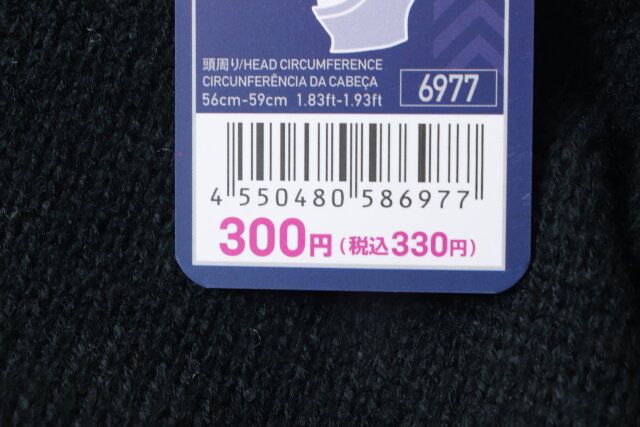 頭周り/HEAD CIRCUMFERENCE
CIRCUNFERÊNCIA DA CABEÇA
56cm-59cm 1.83ft-1.93ft
6977
4 550480 586977
300円(税込330円)